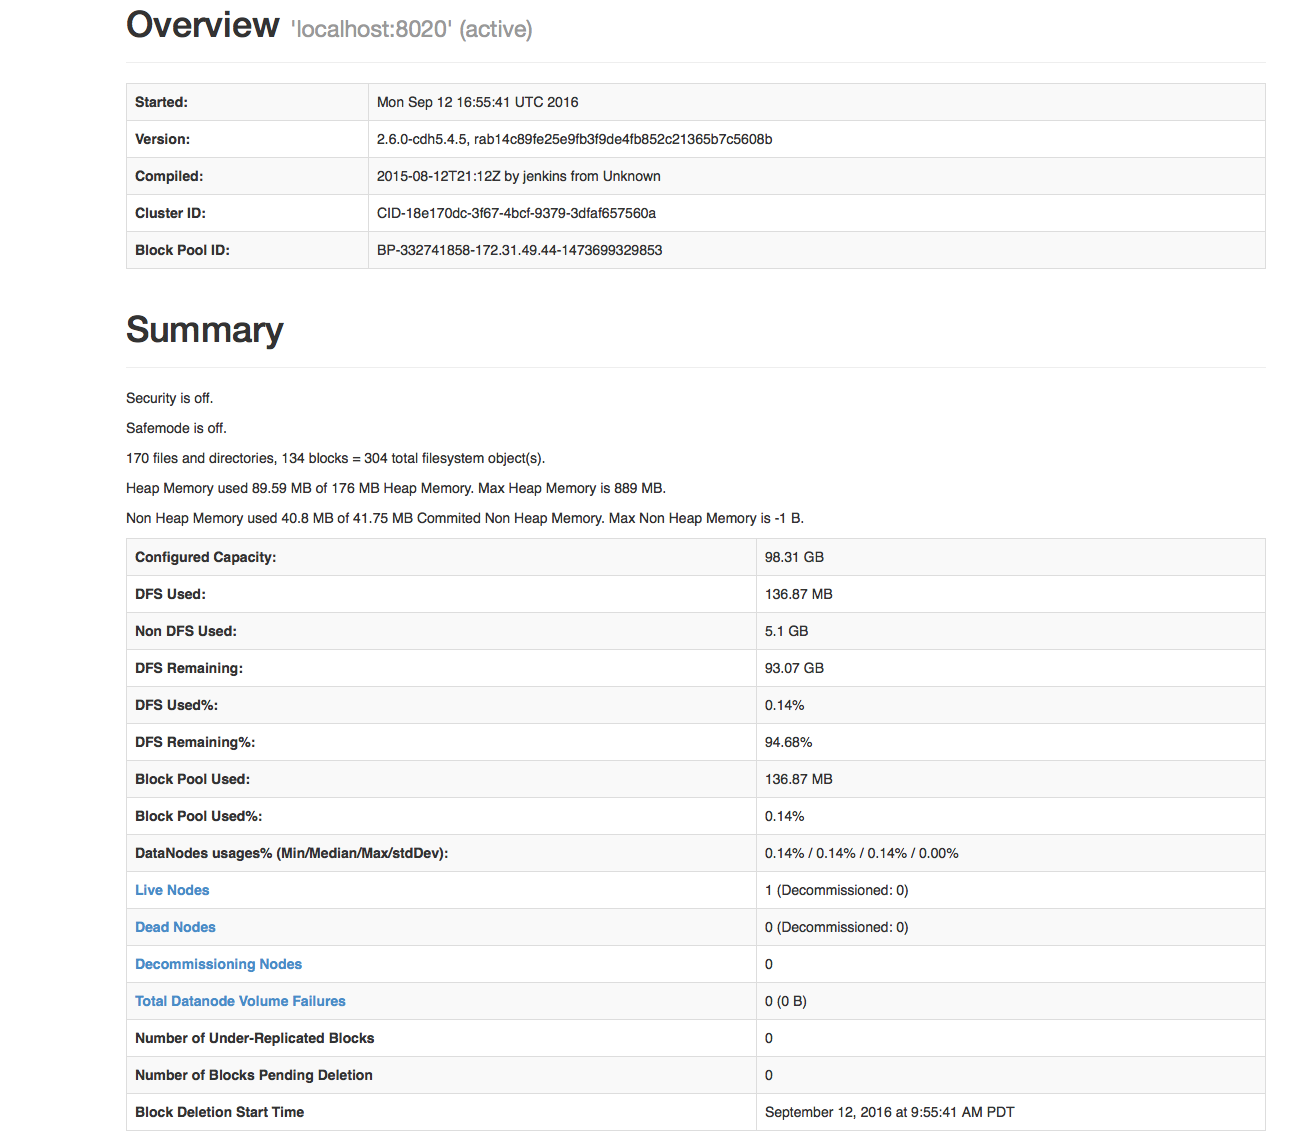 Overview 'localhost:8020' (active)
Started: Mon Sep 12 16:55:41 UTC 2016
Version: 2.6.0-cdh5.4.5, rab14c89fe25e9fb3f9de4fb852c21365b7c5608b
Compiled: 2015-08-12T21:12Z by jenkins from Unknown
Cluster ID: CID-18e170dc-3f67-4bcf-9379-3dfaf657560a
Block Pool ID: BP-332741858-172.31.49.44-1473699329853
Summary
Security is off.
Safemode is off.
170 files and directories, 134 blocks = 304 total filesystem object(s).
Heap Memory used 89.59 MB of 176 MB Heap Memory. Max Heap Memory is 889 MB.
Non Heap Memory used 40.8 MB of 41.75 MB Commited Non Heap Memory. Max Non Heap Memory is -1 B.
Configured Capacity: 98.31 GB
DFS Used: 136.87 MB
Non DFS Used: 5.1 GB
DFS Remaining: 93.07 GB
DFS Used%: 0.14%
DFS Remaining%: 94.68%
Block Pool Used: 136.87 MB
Block Pool Used%: 0.14%
DataNodes usages% (Min/Median/Max/stdDev): 0.14% / 0.14% / 0.14% / 0.00%
Live Nodes 1 (Decommissioned: 0)
Dead Nodes 0 (Decommissioned: 0)
Decommissioning Nodes 0
Total Datanode Volume Failures 0 (0 B)
Number of Under-Replicated Blocks 0
Number of Blocks Pending Deletion 0
Block Deletion Start Time September 12, 2016 at 9:55:41 AM PDT